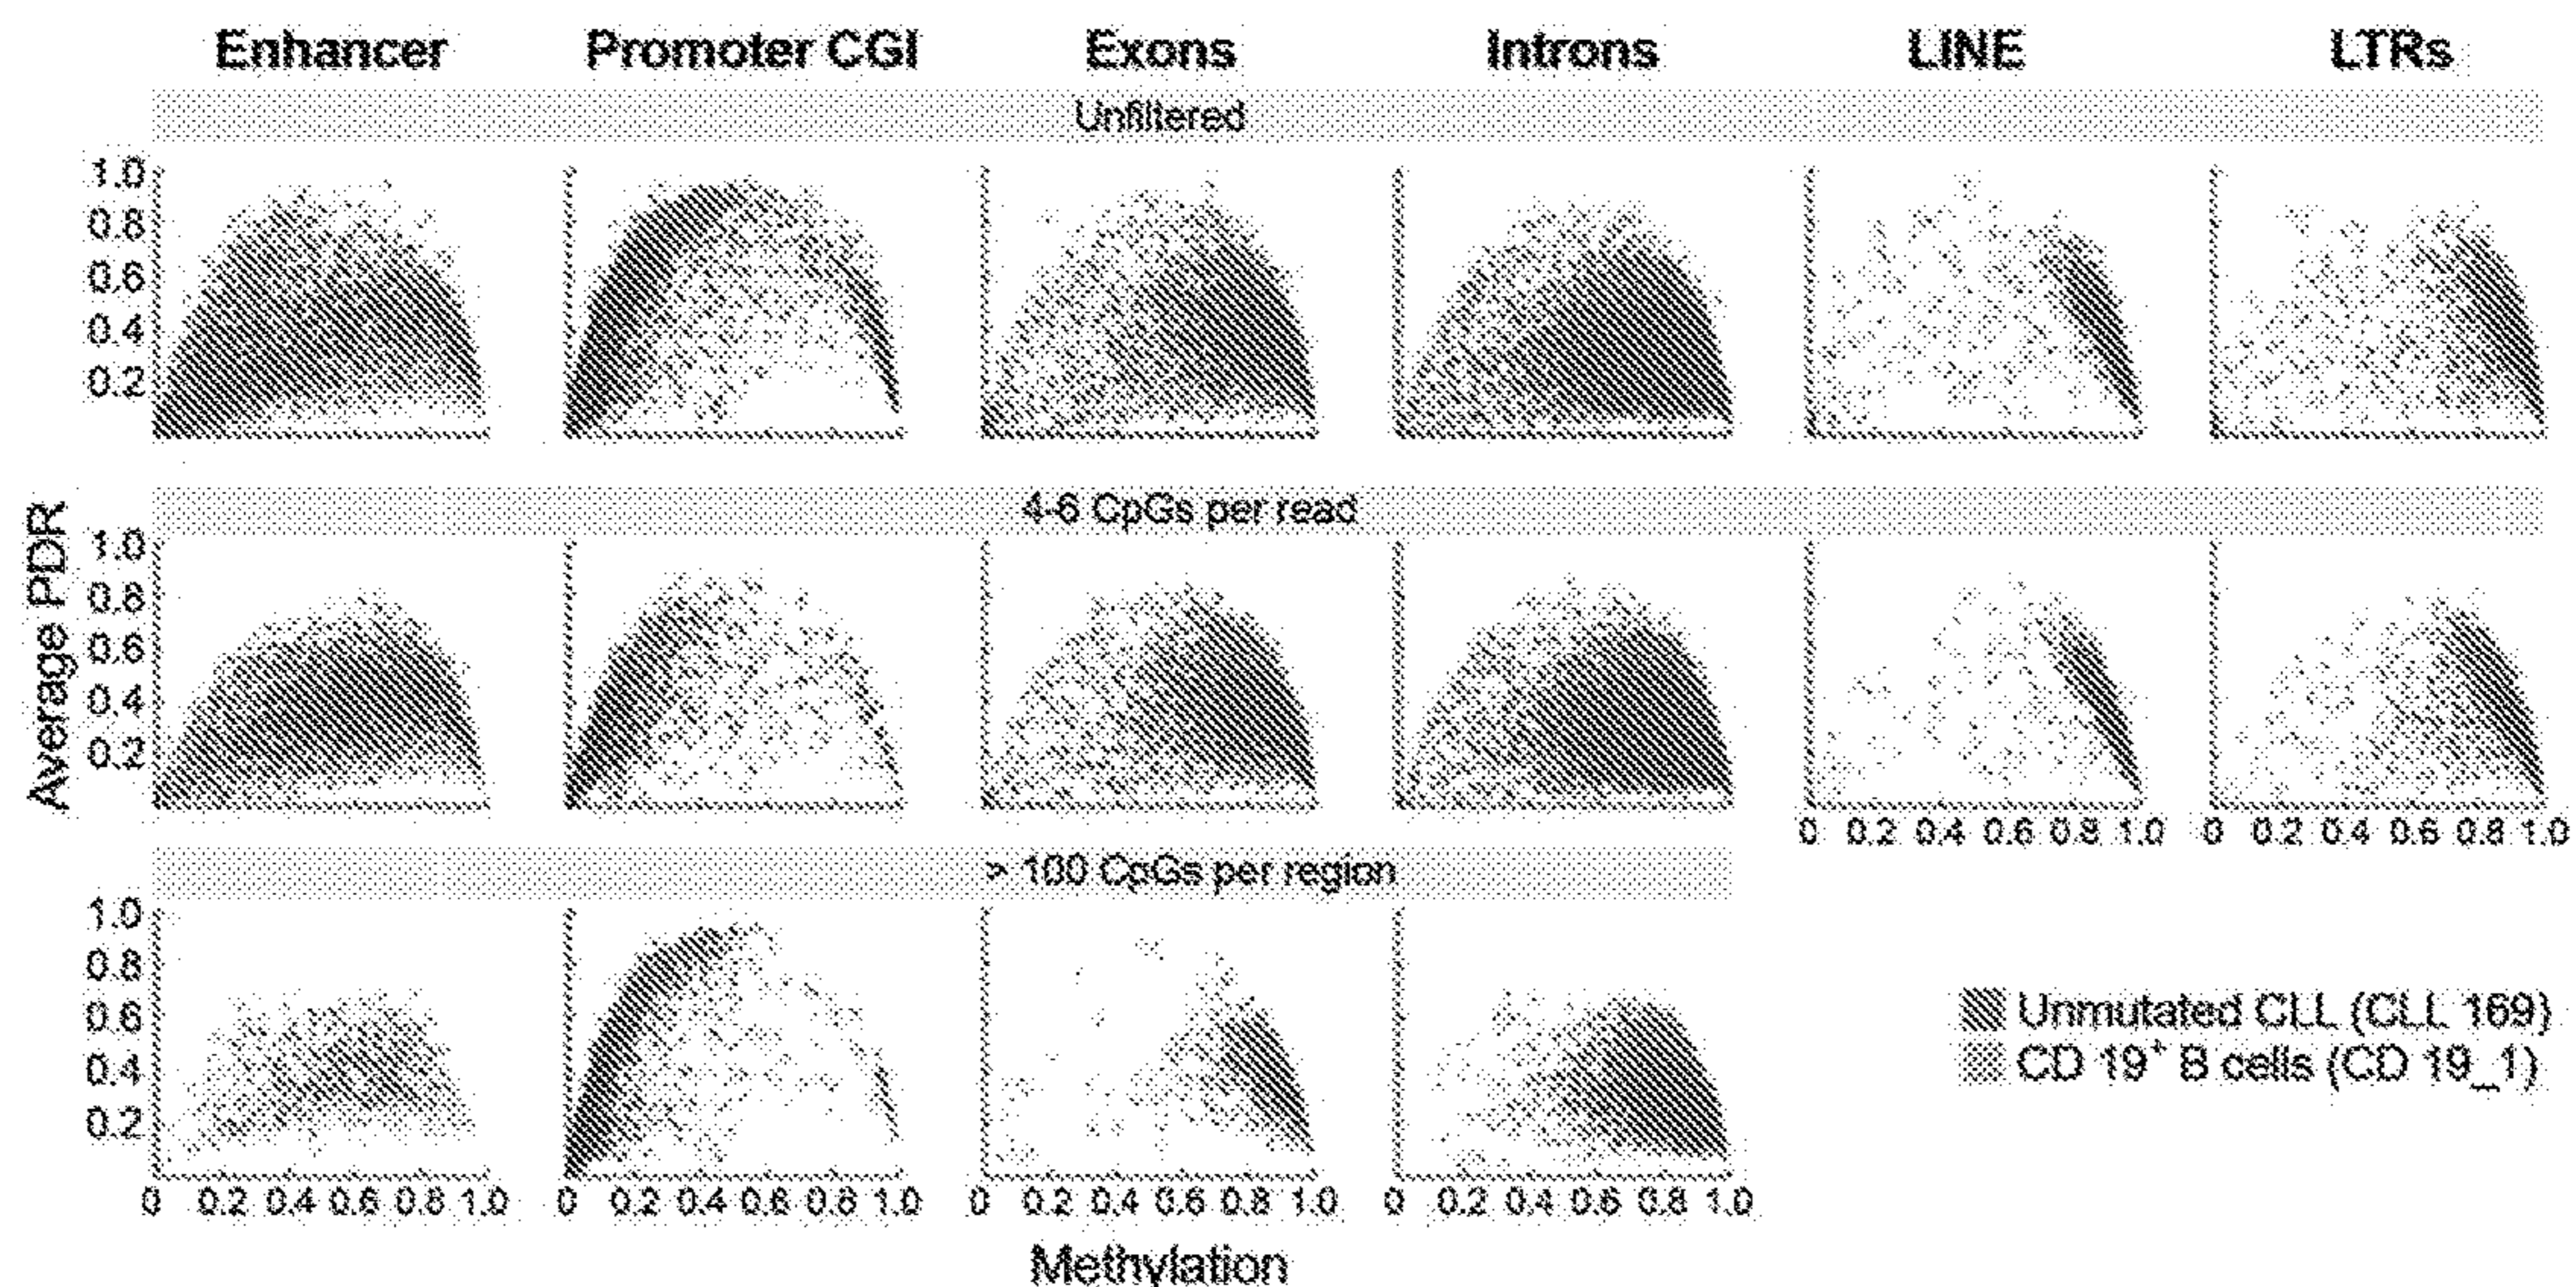 Enhancer Promoter CGI Exons Introns LINE LTRs
Unfiltered
1.0
0.8
0.6
0.4
0.2
4-6 CpGs per read
Average PDR
1.0
0.8
0.6
0.4
0.2
0 0.2 0.4 0.6 0.8 1.0 0 0.2 0.4 0.6 0.8 1.0
> 100 CpGs per region
1.0
0.8
0.6
0.4
0.2
Unmutated CLL (CLL 169)
CD 19+ B cells (CD 19_1)
0 0.2 0.4 0.6 0.8 1.0 0 0.2 0.4 0.6 0.8 1.0 0 0.2 0.4 0.6 0.8 1.0 0 0.2 0.4 0.6 0.8 1.0
Methylation